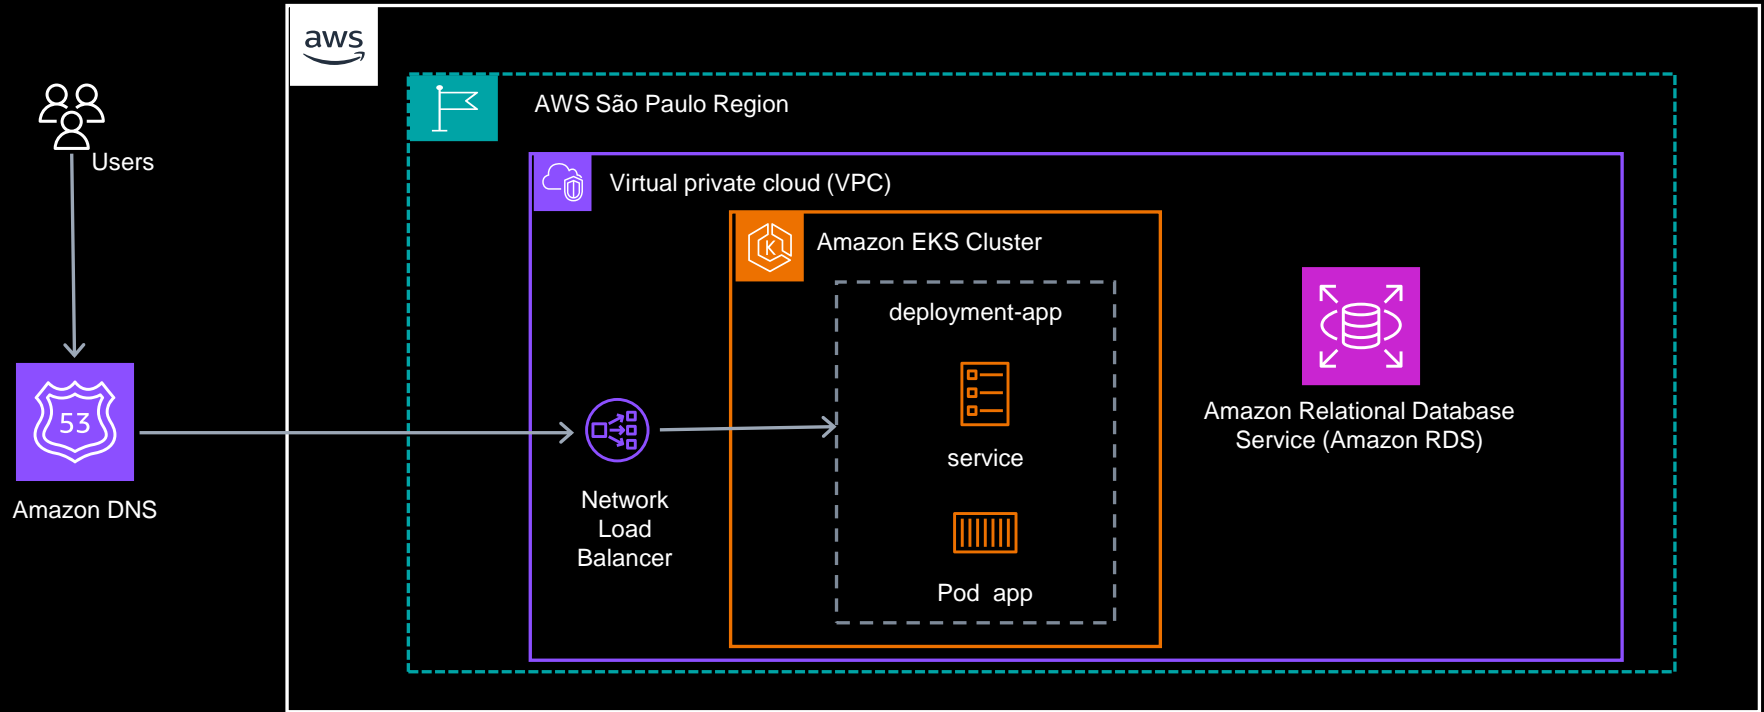 aws
AWS São Paulo Region
Users
Virtual private cloud (VPC)
Amazon EKS Cluster
K
deployment-app
53
Amazon Relational Database
Service (Amazon RDS)
service
Amazon DNS
Network
Load
Balancer
Pod app